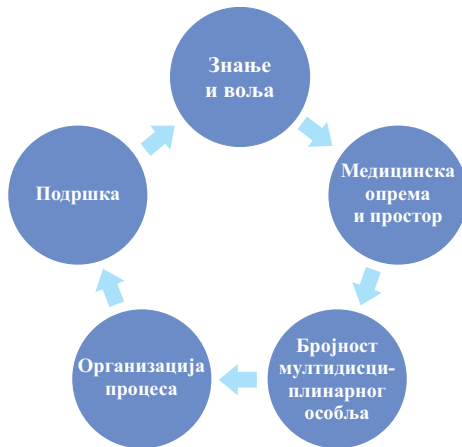 Знање
и воља
Медицинска
опрема
и простор
Бројност
мултидисци-
плинарног
особља
Организација
процеса
Подршка